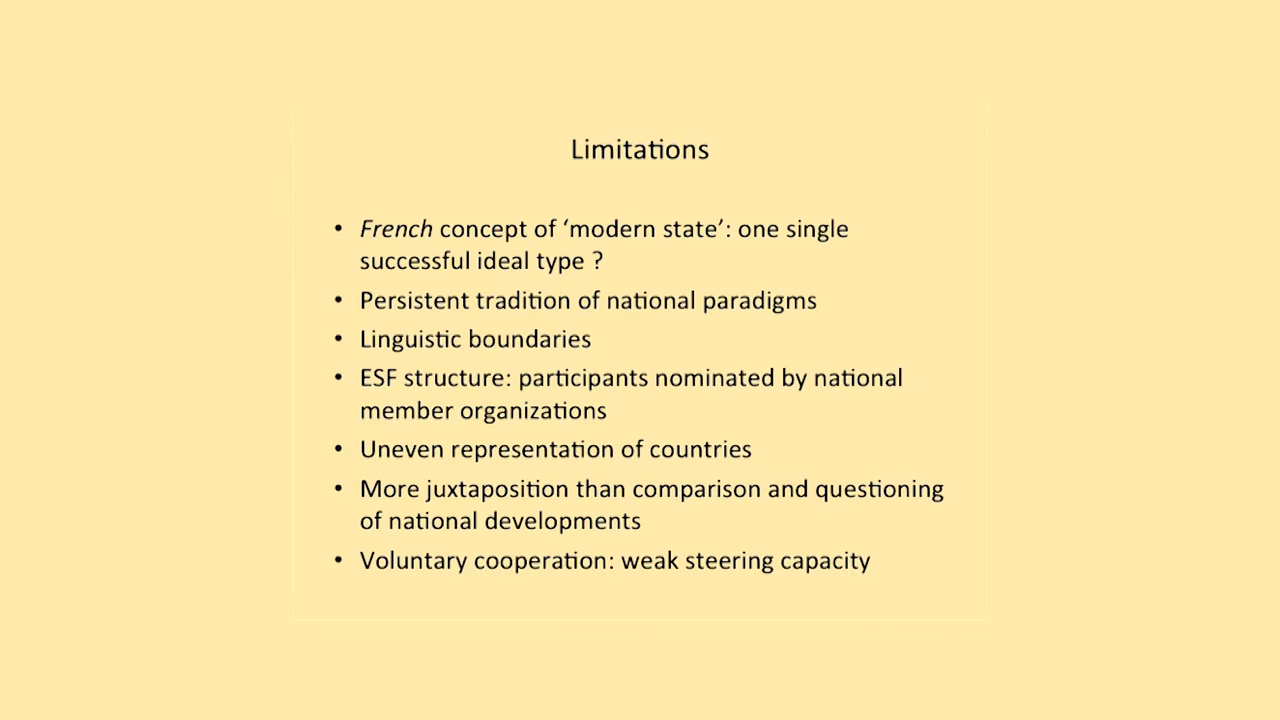 Limitations
• French concept of ‘modern state’: one single
successful ideal type ?
• Persistent tradition of national paradigms
• Linguistic boundaries
• ESF structure: participants nominated by national
member organizations
• Uneven representation of countries
• More juxtaposition than comparison and questioning
of national developments
• Voluntary cooperation: weak steering capacity